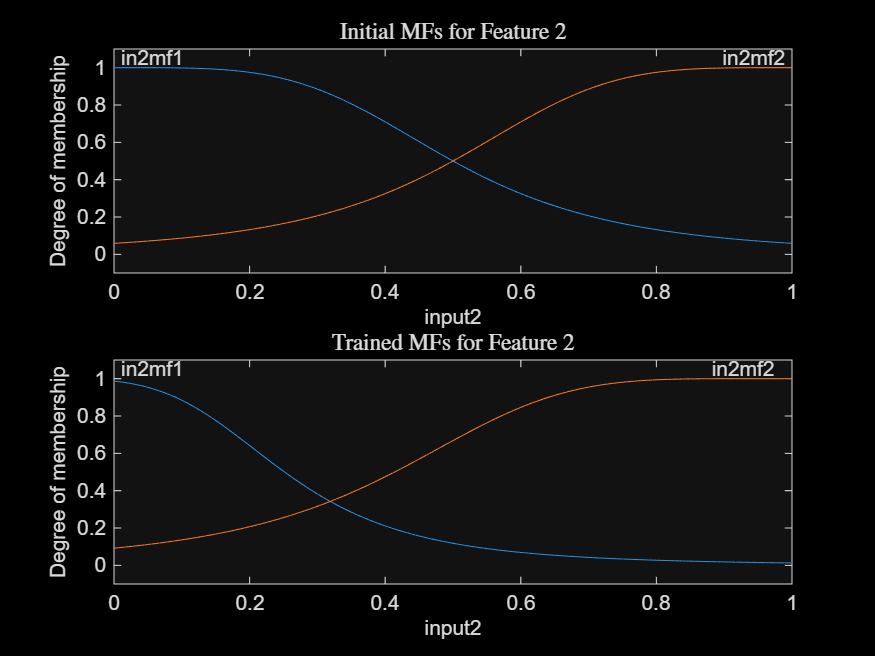 Initial MFs for Feature 2
in2mf1
in2mf2
Degree of membership
1
0.8
0.6
0.4
0.2
0
0 0.2 0.4 0.6 0.8 1
input2
Trained MFs for Feature 2
in2mf1
in2mf2
Degree of membership
1
0.8
0.6
0.4
0.2
0
0 0.2 0.4 0.6 0.8 1
input2